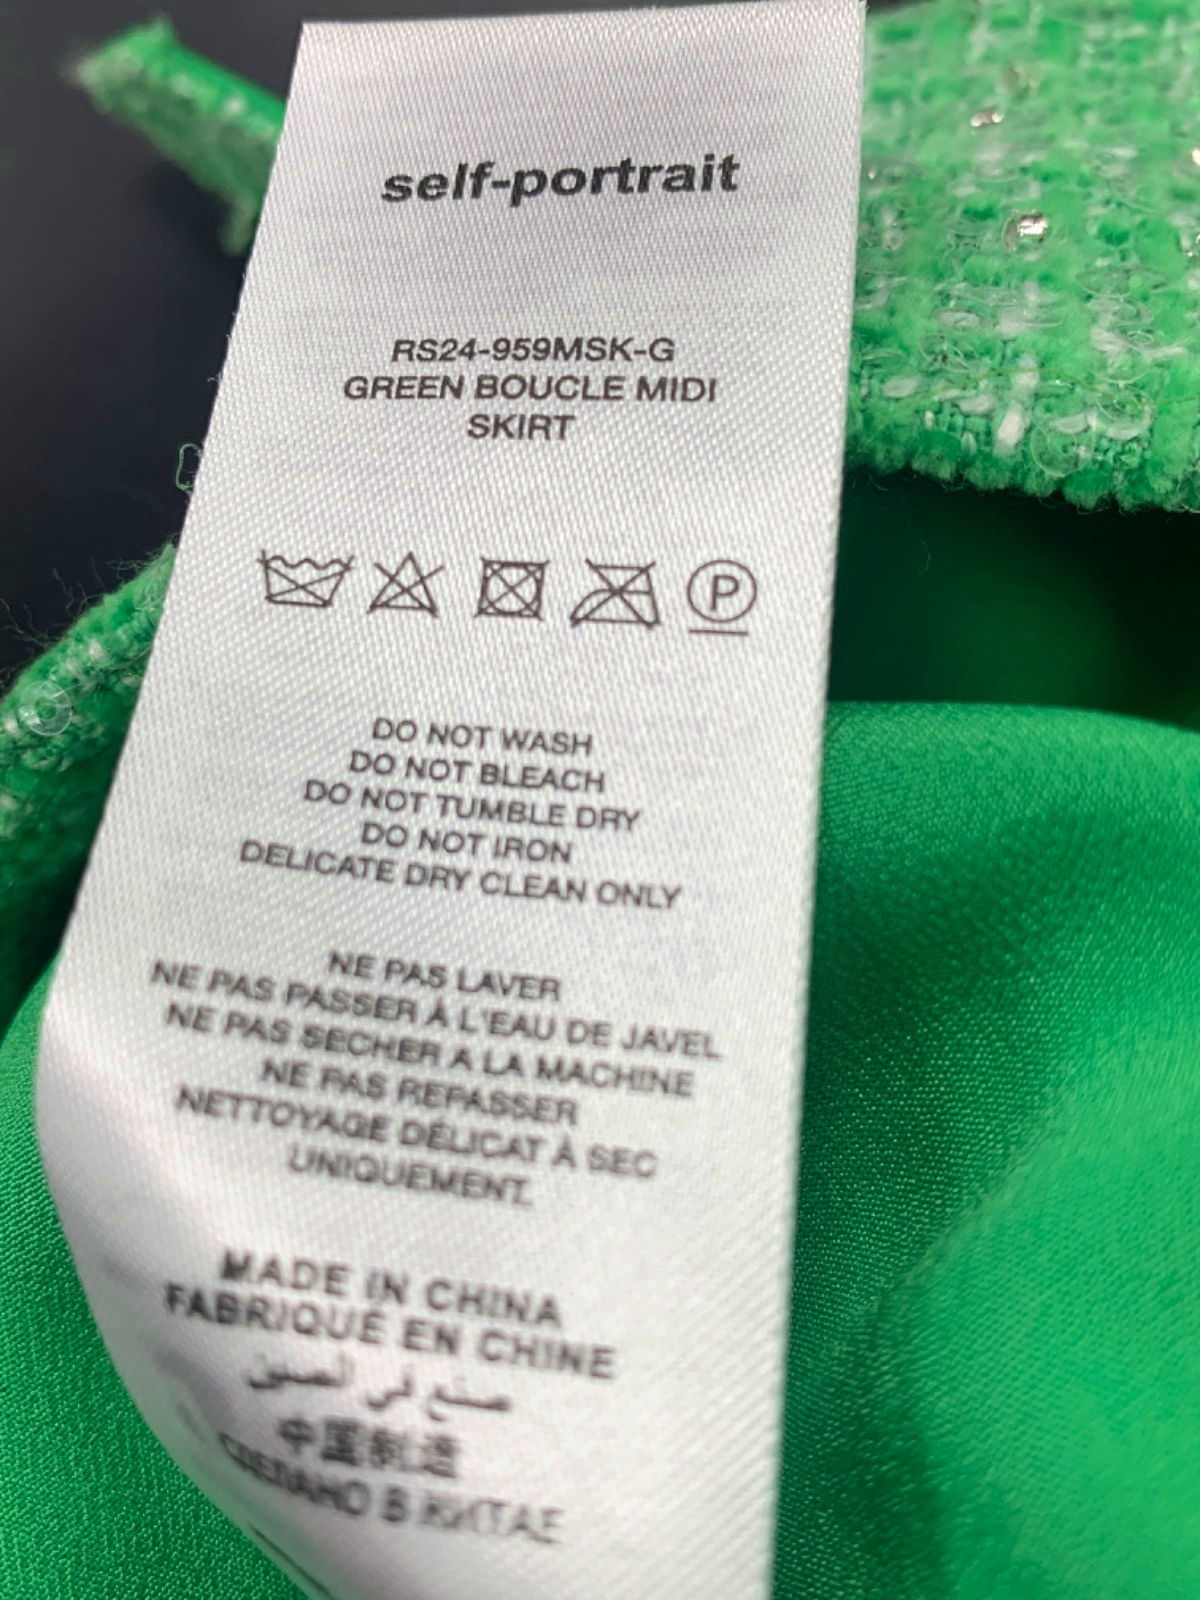 self-portrait
RS24-959MSK-G
GREEN BOUCLE MIDI
SKIRT
P
DO NOT WASH
DO NOT BLEACH
DO NOT TUMBLE DRY
DO NOT IRON
DELICATE DRY CLEAN ONLY
NE PAS LAVER
NE PAS PASSER À L'EAU DE JAVEL
NE PAS SECHER A LA MACHINE
NE PAS REPASSER
NETTOYAGE DÉLICAT À SEC
UNIQUEMENT.
MADE IN CHINA
FABRIQUÉ EN CHINE
صنع في الصين
中国制造
СДЕЛАНО В КИТАЕ